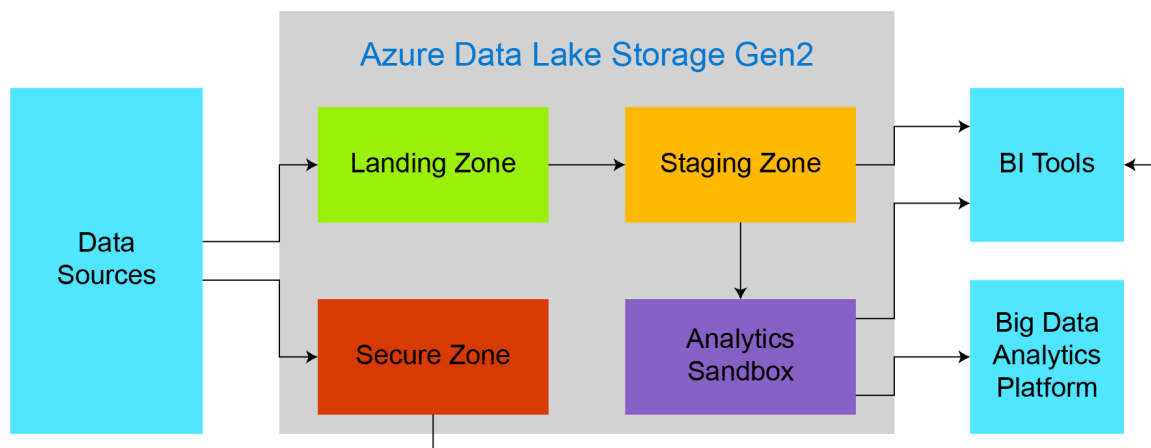 Azure Data Lake Storage Gen2
Data
Sources
Landing Zone
Staging Zone
BI Tools
Secure Zone
Analytics
Sandbox
Big Data
Analytics
Platform